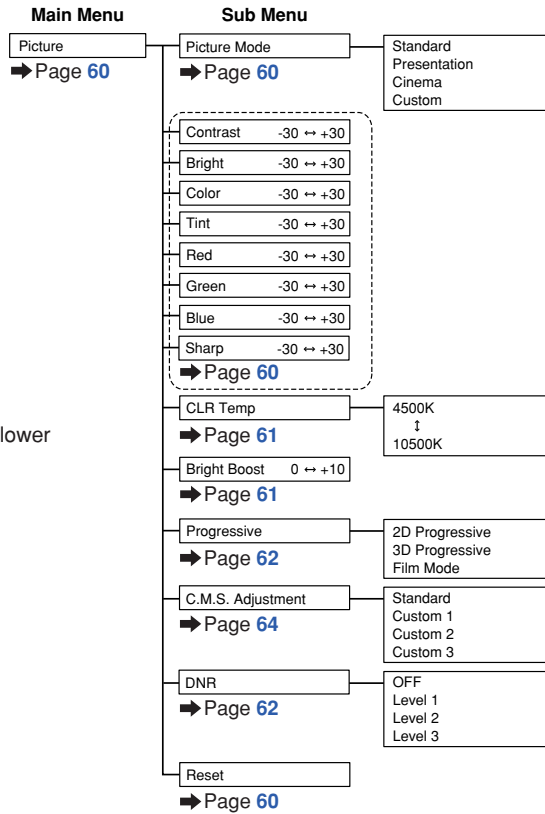 Main Menu
Sub Menu
Picture
➡Page 60
Picture Mode
➡Page 60
Standard
Presentation
Cinema
Custom
Contrast -30 ↔ +30
Bright -30 ↔ +30
Color -30 ↔ +30
Tint -30 ↔ +30
Red -30 ↔ +30
Green -30 ↔ +30
Blue -30 ↔ +30
Sharp -30 ↔ +30
➡Page 60
lower
CLR Temp
➡Page 61
4500K
↕
10500K
Bright Boost 0 ↔ +10
➡Page 61
Progressive
➡Page 62
2D Progressive
3D Progressive
Film Mode
C.M.S. Adjustment
➡Page 64
Standard
Custom 1
Custom 2
Custom 3
DNR
➡Page 62
OFF
Level 1
Level 2
Level 3
Reset
➡Page 60